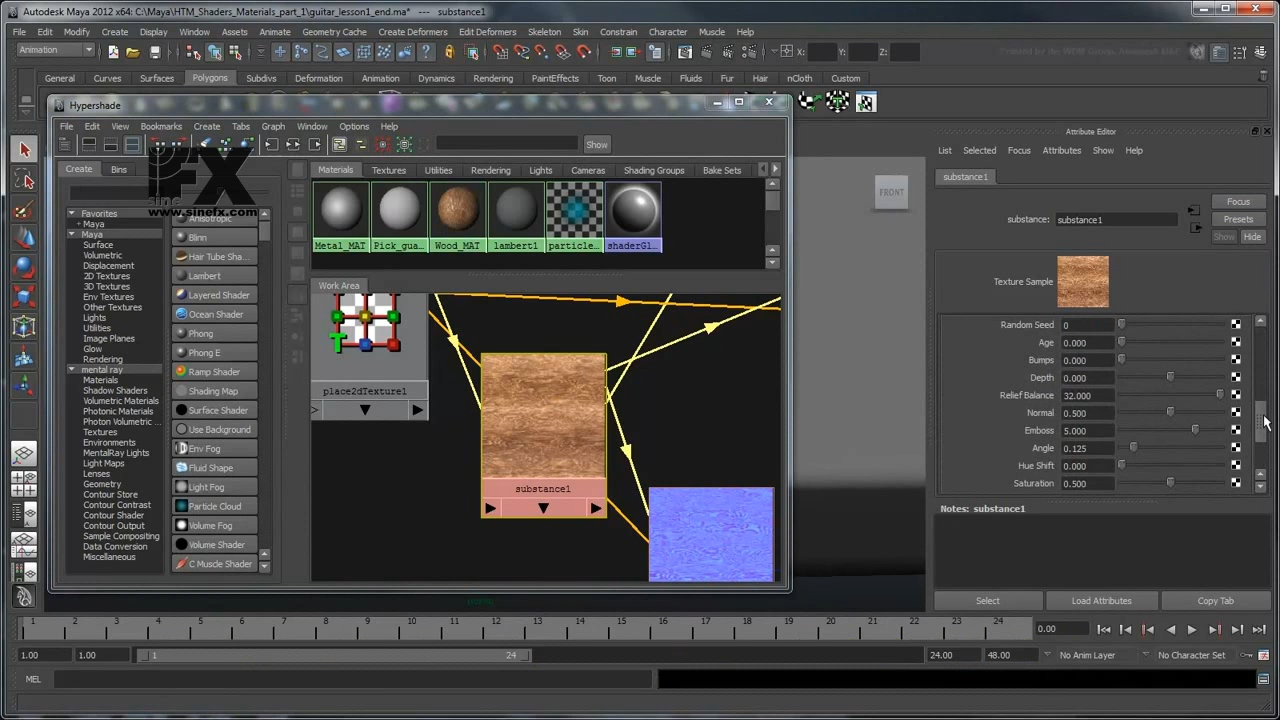 Autodesk Maya 2012 x64: C:\Maya\HTM_Shaders_Materials_part_1\guitar_lesson1_end.ma* --- substance1
File Edit Modify Create Display Window Assets Animate Geometry Cache Create Deformers Edit Deformers Skeleton Skin Constrain Character Muscle Help
Animation X: Y: Z:
General Curves Surfaces Polygons Subdivs Deformation Animation Dynamics Rendering PaintEffects Toon Muscle Fluids Fur Hair nCloth Custom
Hypershade
File Edit View Bookmarks Create Tabs Graph Window Options Help
Show
Create Bins
FX
www.sinefx.com
Favorites
Maya
Maya
Surface
Volumetric
Displacement
2D Textures
3D Textures
Env Textures
Other Textures
Lights
Utilities
Image Planes
Glow
Rendering
mental ray
Materials
Shadow Shaders
Volumetric Materials
Photonic Materials
Photon Volumetric ...
Textures
Environments
MentalRay Lights
Light Maps
Lenses
Geometry
Contour Store
Contour Contrast
Contour Shader
Contour Output
Sample Compositing
Data Conversion
Miscellaneous
Anisotropic
Blinn
Hair Tube Sha...
Lambert
Layered Shader
Ocean Shader
Phong
Phong E
Ramp Shader
Shading Map
Surface Shader
Use Background
Env Fog
Fluid Shape
Light Fog
Particle Cloud
Volume Fog
Volume Shader
C Muscle Shader
Materials Textures Utilities Rendering Lights Cameras Shading Groups Bake Sets
Metal_MAT Pick_gua... Wood_MAT lambert1 particle... shaderGl...
Work Area
T
place2dTexture1
substance1
FRONT
persp
Attribute Editor
List Selected Focus Attributes Show Help
substance1
substance: substance1
Focus
Presets
Show Hide
Texture Sample
Random Seed 0
Age 0.000
Bumps 0.000
Depth 0.000
Relief Balance 32.000
Normal 0.500
Emboss 5.000
Angle 0.125
Hue Shift 0.000
Saturation 0.500
Notes: substance1
Select Load Attributes Copy Tab
1 2 3 4 5 6 7 8 9 10 11 12 13 14 15 16 17 18 19 20 21 22 23 24 0.00
1.00 1.00 1 24 24.00 48.00 No Anim Layer No Character Set
MEL